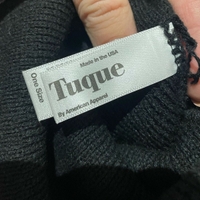 Made in the USA
One Size
Tuque
By American Apparel